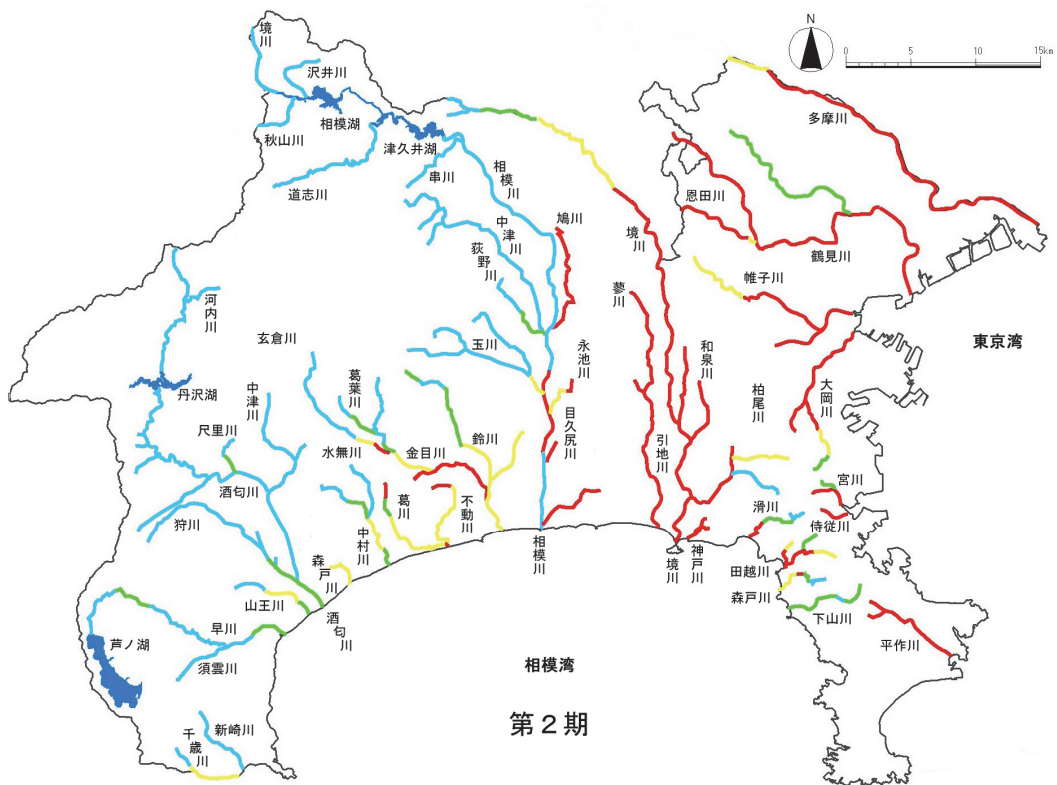 境川
沢井川
N
0 5 10 15km
相模湖
秋山川
津久井湖
道志川
串川
相模川
多摩川
中津川
荻野川
鳩川
境川
恩田川
鶴見川
帷子川
東京湾
河内川
蓼川
和泉川
玄倉川
玉川
永池川
丹沢湖
中津川
葛葉川
目久尻川
柏尾川
大岡川
尺里川
水無川
金目川
鈴川
引地川
宮川
酒匂川
葛川
不動川
滑川
侍従川
狩川
中村川
相模川
境川
神戸川
田越川
森戸川
山王川
森戸川
酒匂川
下山川
早川
平作川
芦ノ湖
須雲川
相模湾
第2期
千歳川
新崎川